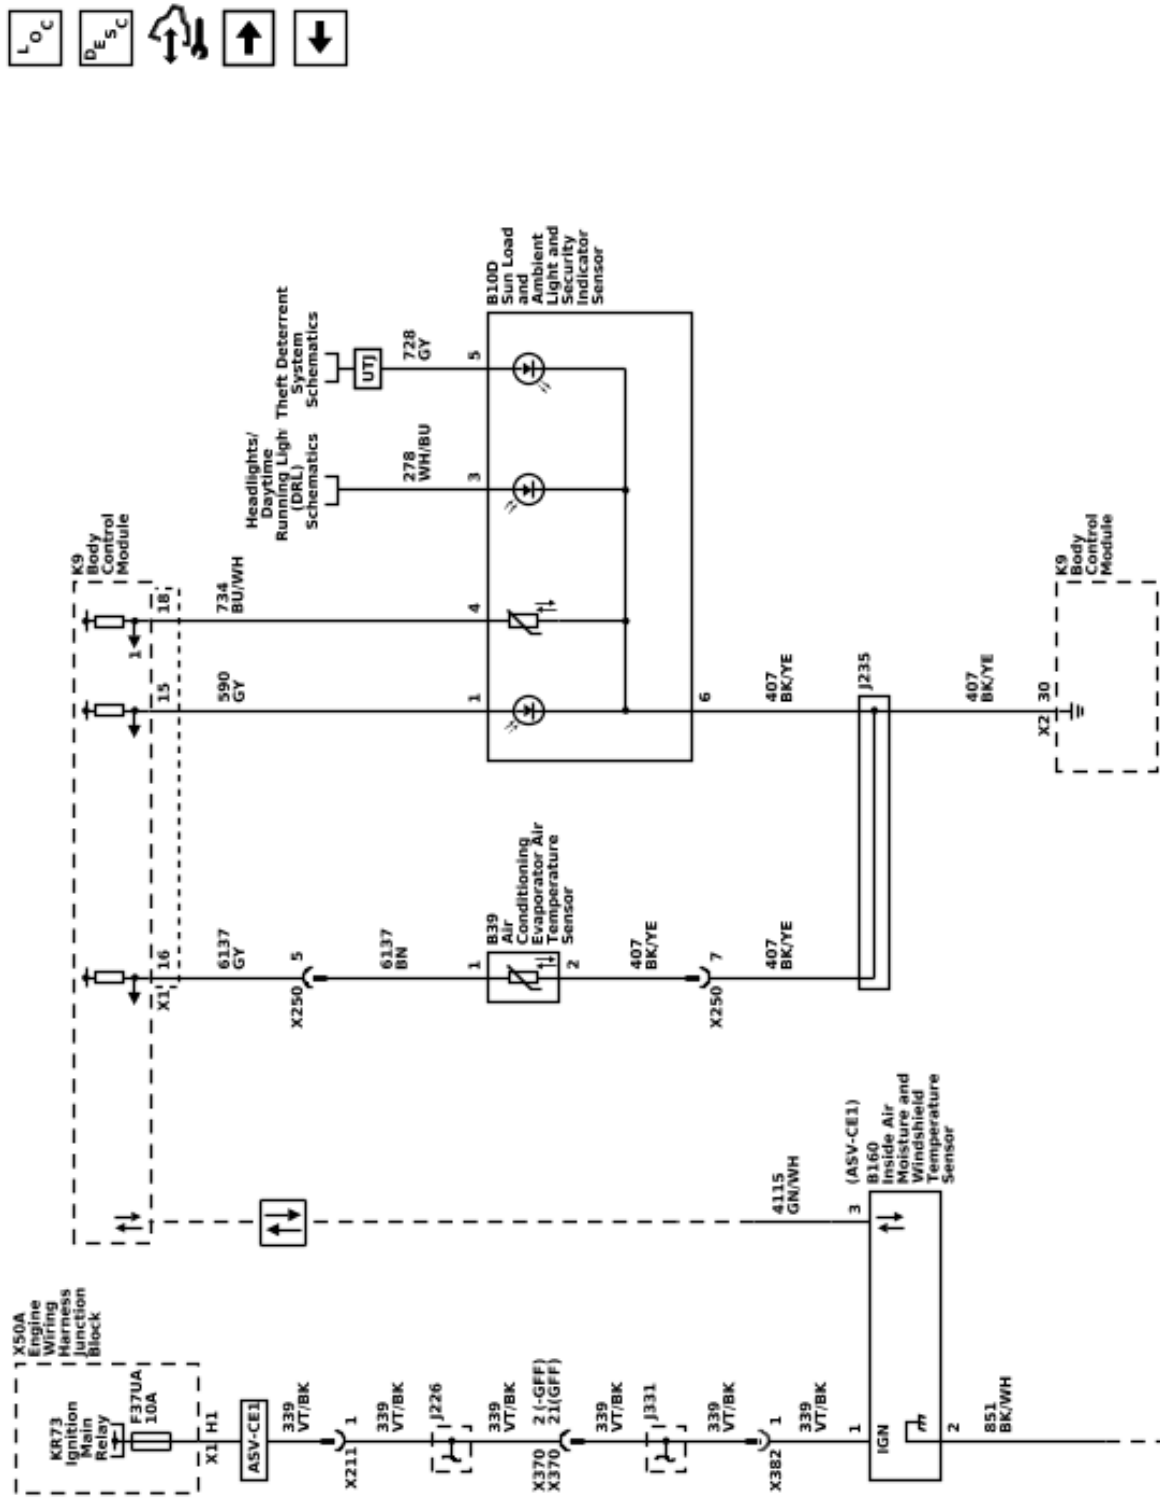 LOC
DESC
X50A
Engine
Wiring
Harness
Junction
Block
KR73
Ignition
Main
Relay
F37UA
10A
X1 H1
ASV-CE1
339
VT/BK
X211 1
339
VT/BK
J226
339
VT/BK
X370 2 (-GFF)
X370 21(GFF)
339
VT/BK
J331
339
VT/BK
X382 1
339
VT/BK
1
IGN
2
851
BK/WH
4115
GN/WH
3
(ASV-CE1)
B160
Inside Air
Moisture and
Windshield
Temperature
Sensor
K9
Body
Control
Module
X1 16
6137
GY
X250 5
6137
BN
1
B39
Air
Conditioning
Evaporator Air
Temperature
Sensor
2
407
BK/YE
X250 7
407
BK/YE
15
590
GY
1
1
18
734
BU/WH
4
Headlights/
Daytime
Running Ligh
(DRL)
Schematics
278
WH/BU
3
Theft Deterrent
System
Schematics
UTJ
728
GY
5
B10D
Sun Load
and
Ambient
Light and
Security
Indicator
Sensor
6
407
BK/YE
J235
407
BK/YE
X2 30
K9
Body
Control
Module